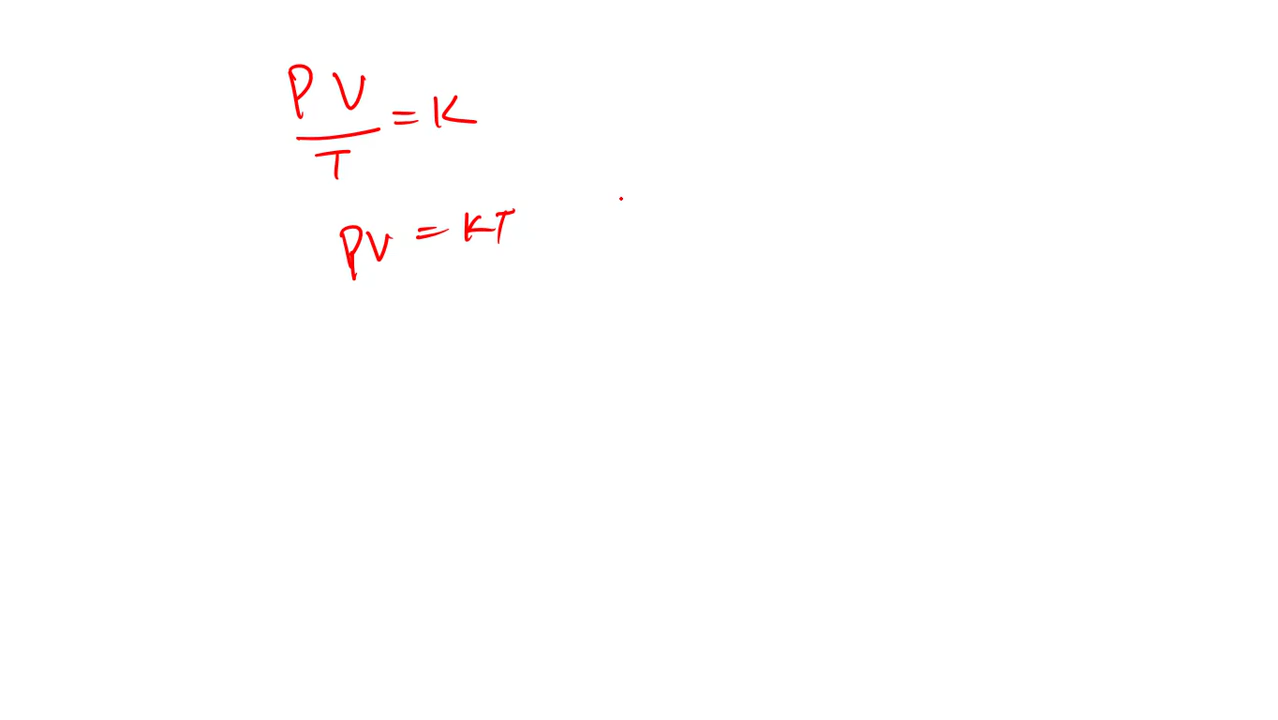 PV/T = K
PV = KT